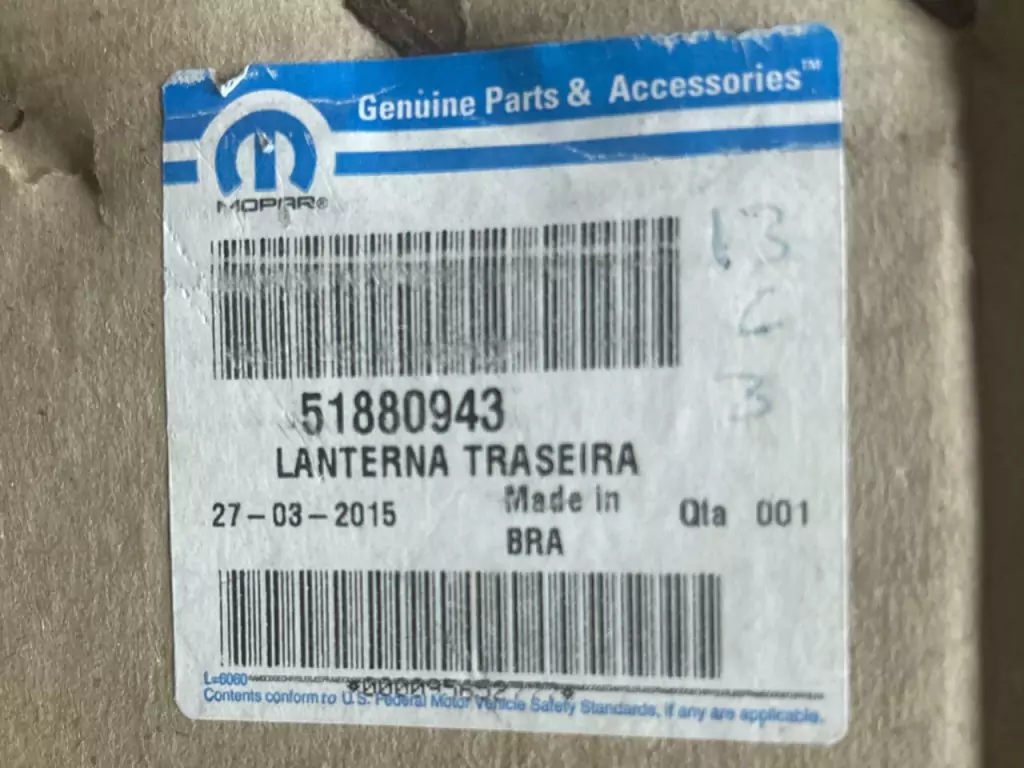 Genuine Parts & Accessories™
MOPAR®
13
C
3
51880943
LANTERNA TRASEIRA
27-03-2015
Made in
BRA
Qta 001
L=6060
Contents conform to U.S. Federal Motor Vehicle Safety Standards, if any are applicable.